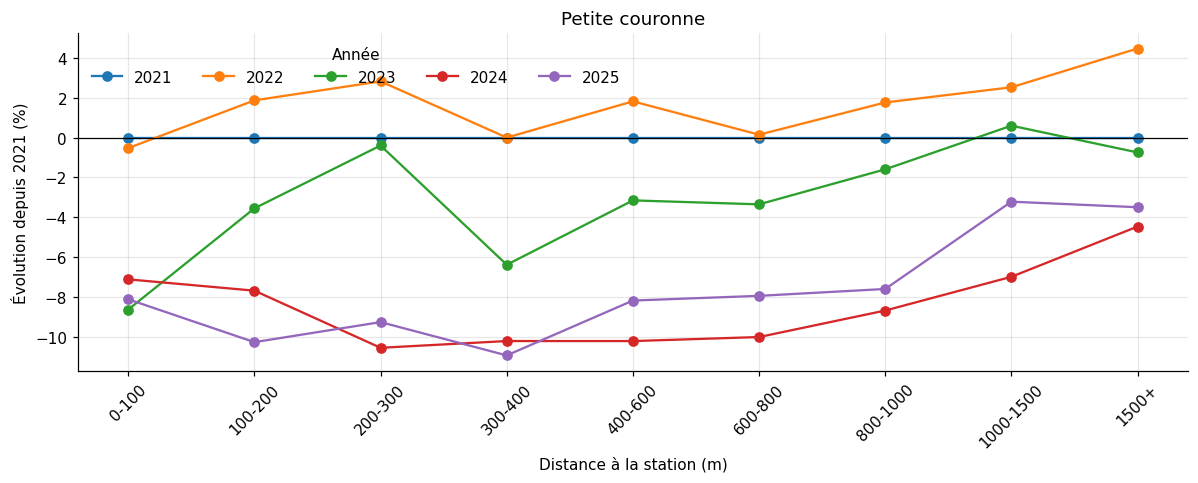 Petite couronne
Année
2021 2022 2023 2024 2025
Évolution depuis 2021 (%)
4
2
0
−2
−4
−6
−8
−10
0-100 100-200 200-300 300-400 400-600 600-800 800-1000 1000-1500 1500+
Distance à la station (m)